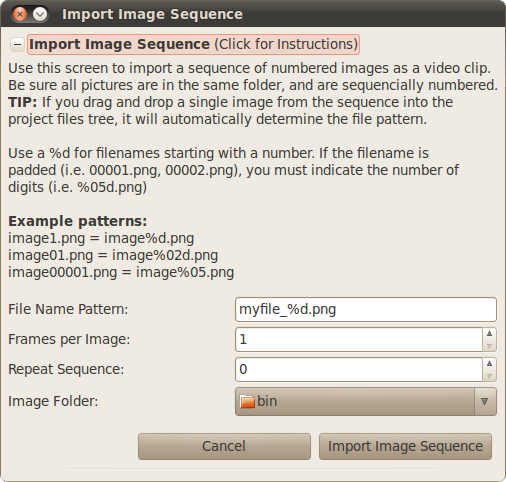 Import Image Sequence
Import Image Sequence (Click for Instructions)
Use this screen to import a sequence of numbered images as a video clip.
Be sure all pictures are in the same folder, and are sequencially numbered.
TIP: If you drag and drop a single image from the sequence into the
project files tree, it will automatically determine the file pattern.
Use a %d for filenames starting with a number. If the filename is
padded (i.e. 00001.png, 00002.png), you must indicate the number of
digits (i.e. %05d.png)
Example patterns:
image1.png = image%d.png
image01.png = image%02d.png
image00001.png = image%05.png
File Name Pattern: myfile_%d.png
Frames per Image: 1
Repeat Sequence: 0
Image Folder: bin
Cancel Import Image Sequence